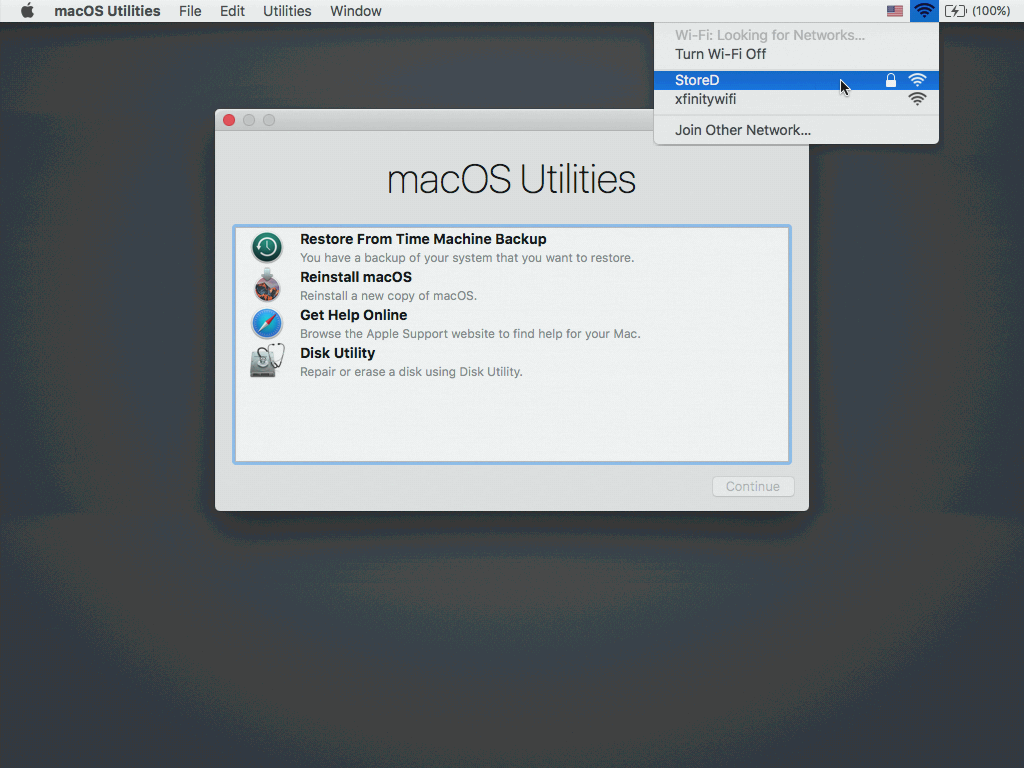 macOS Utilities File Edit Utilities Window (100%)
Wi-Fi: Looking for Networks...
Turn Wi-Fi Off
StoreD
xfinitywifi
Join Other Network...
macOS Utilities
Restore From Time Machine Backup
You have a backup of your system that you want to restore.
Reinstall macOS
Reinstall a new copy of macOS.
Get Help Online
Browse the Apple Support website to find help for your Mac.
Disk Utility
Repair or erase a disk using Disk Utility.
Continue